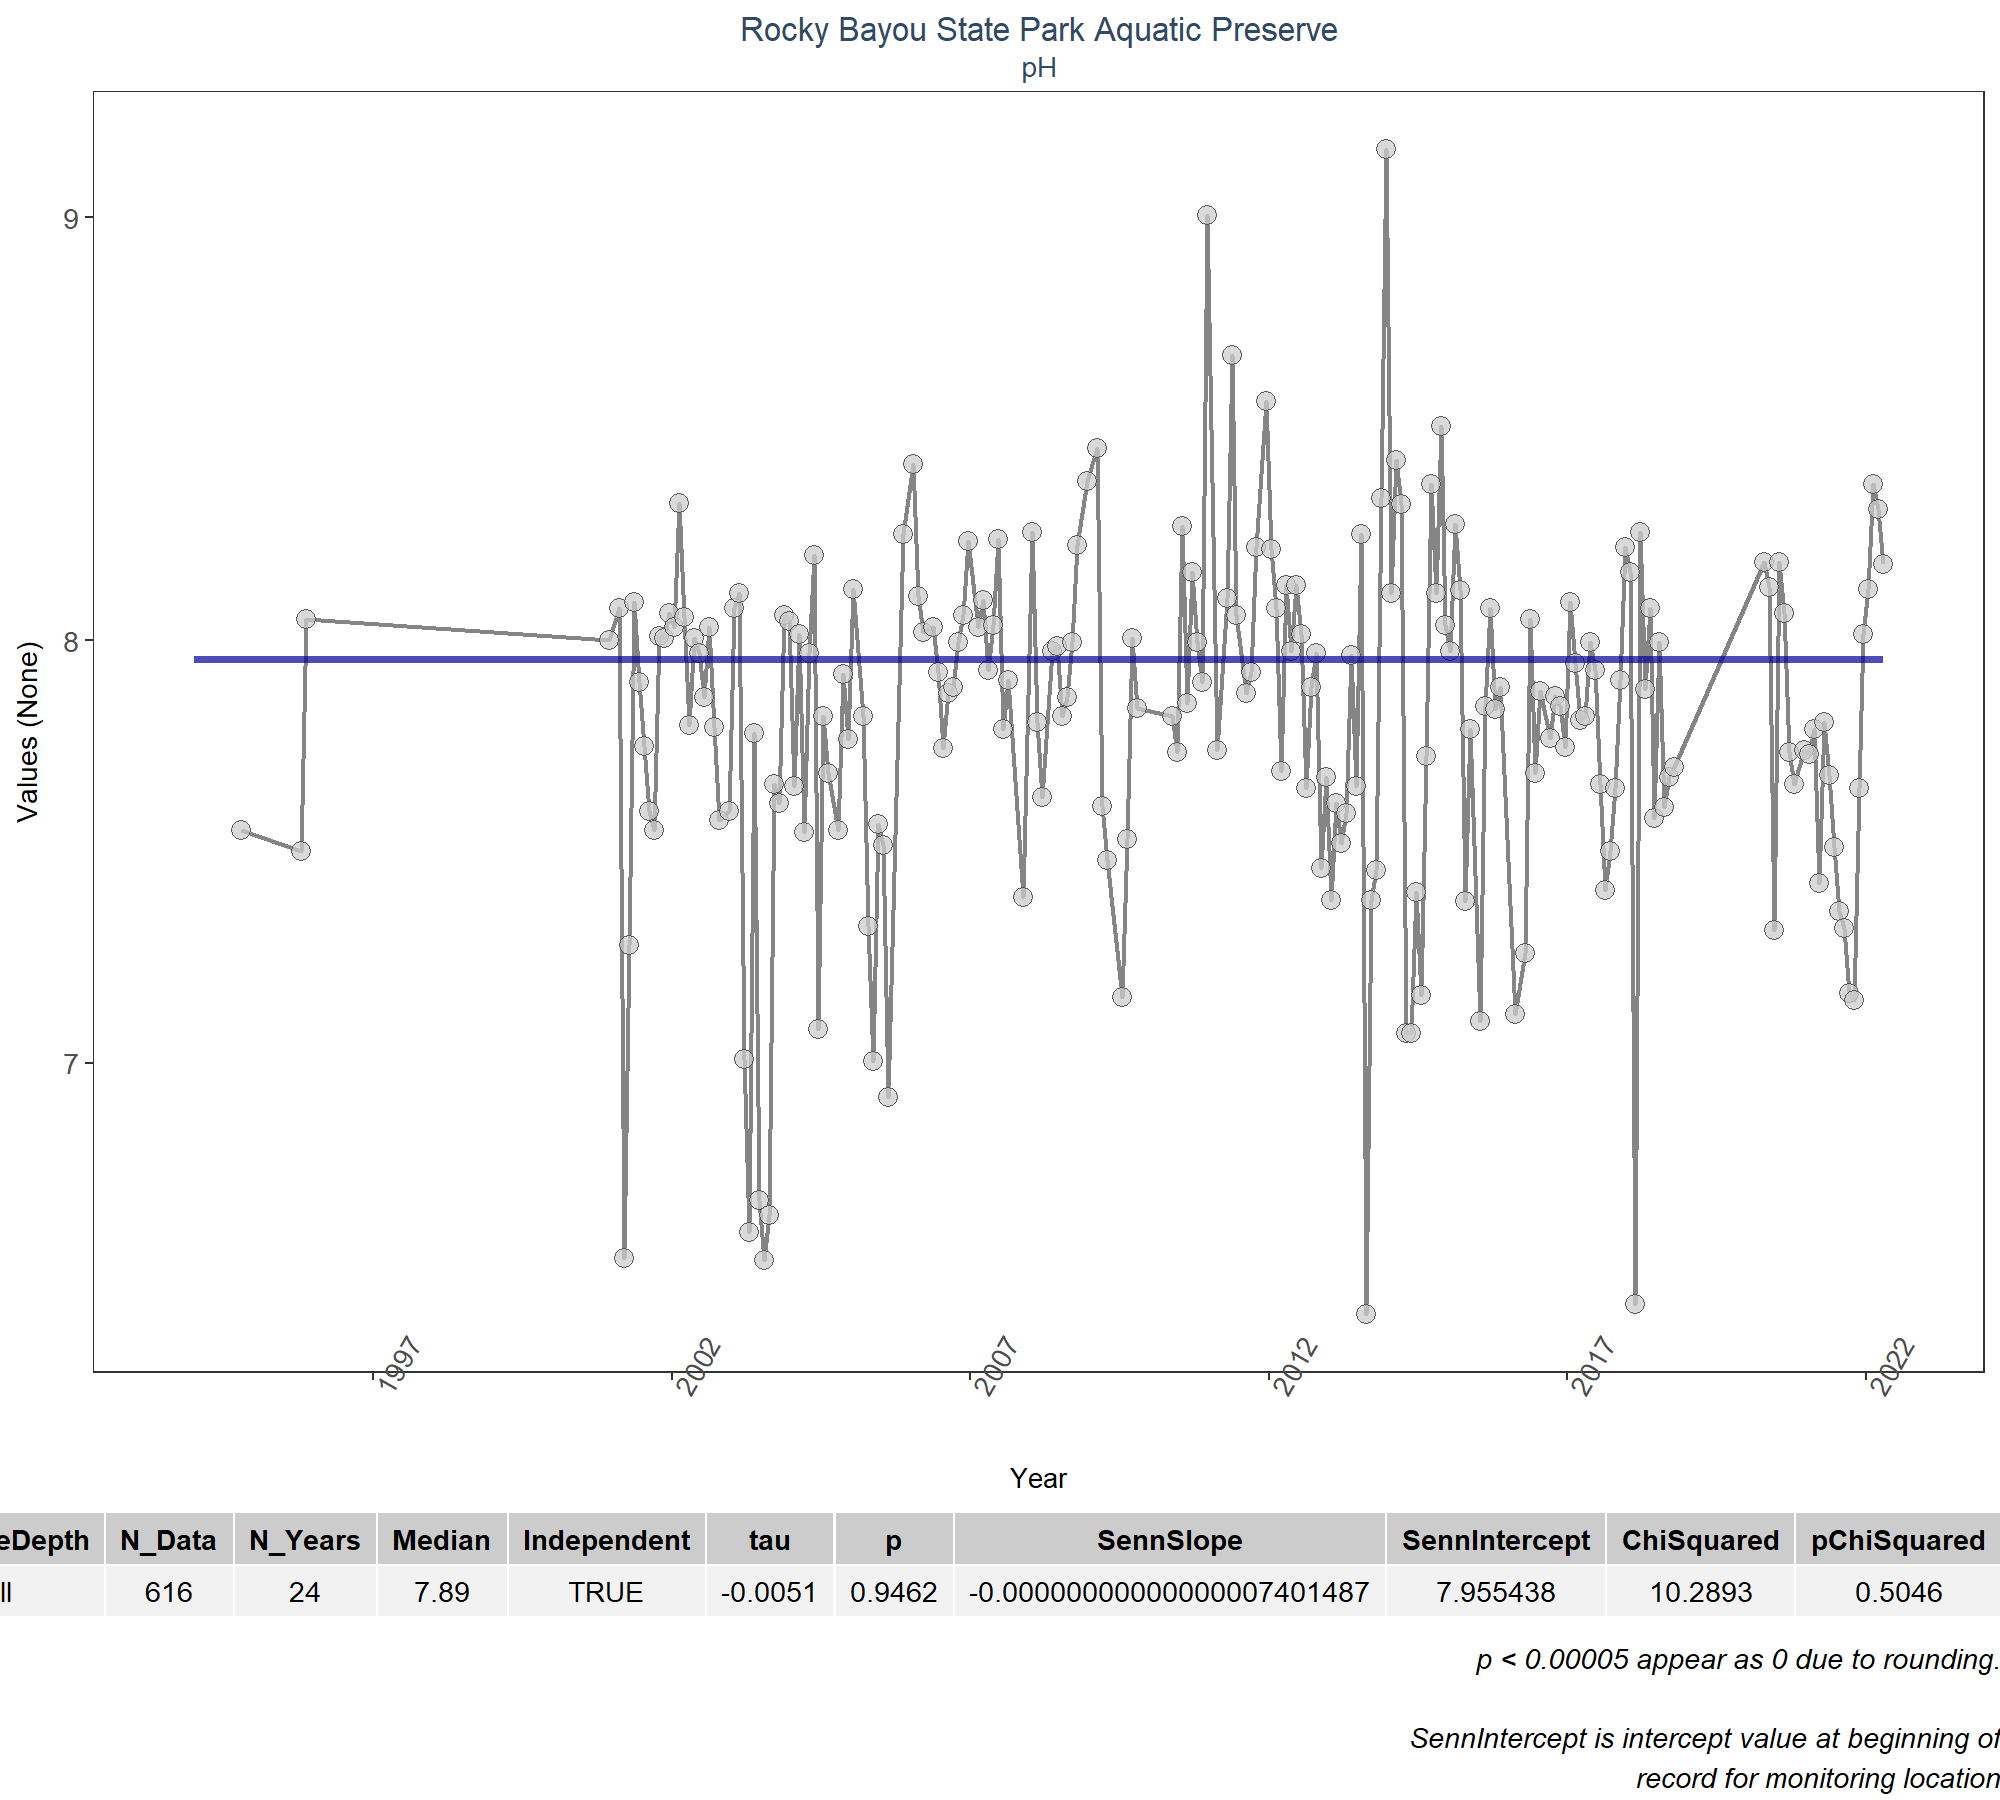 Rocky Bayou State Park Aquatic Preserve
pH
Values (None)
9
8
7
1997
2002
2007
2012
2017
2022
Year
eDepth N_Data N_Years Median Independent tau p SennSlope SennIntercept ChiSquared pChiSquared
ll 616 24 7.89 TRUE -0.0051 0.9462 -0.00000000000000007401487 7.955438 10.2893 0.5046
p < 0.00005 appear as 0 due to rounding.
SennIntercept is intercept value at beginning of
record for monitoring location